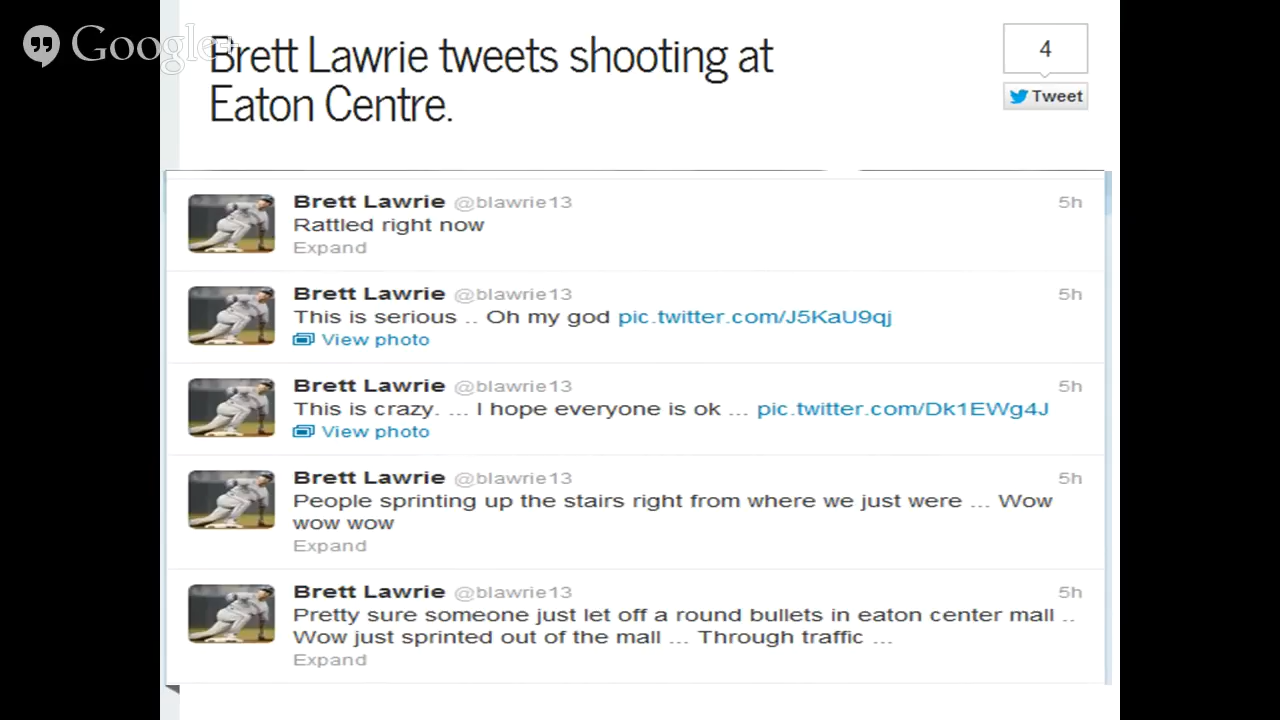 Google+
Brett Lawrie tweets shooting at
Eaton Centre.
4
Tweet
Brett Lawrie @blawrie13 5h
Rattled right now
Expand
Brett Lawrie @blawrie13 5h
This is serious .. Oh my god pic.twitter.com/J5KaU9qj
View photo
Brett Lawrie @blawrie13 5h
This is crazy. ... I hope everyone is ok ... pic.twitter.com/Dk1EWg4J
View photo
Brett Lawrie @blawrie13 5h
People sprinting up the stairs right from where we just were ... Wow
wow wow
Expand
Brett Lawrie @blawrie13 5h
Pretty sure someone just let off a round bullets in eaton center mall ..
Wow just sprinted out of the mall ... Through traffic ...
Expand